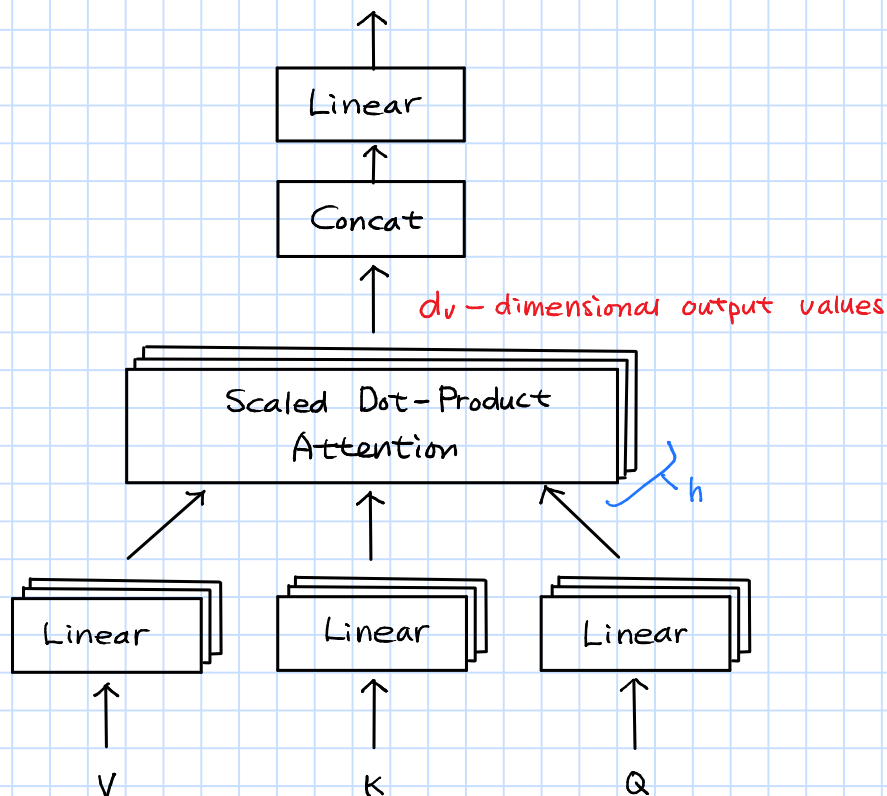 Linear
Concat
dv - dimensional output values
Scaled Dot-Product
Attention
h
Linear
Linear
Linear
V
K
Q